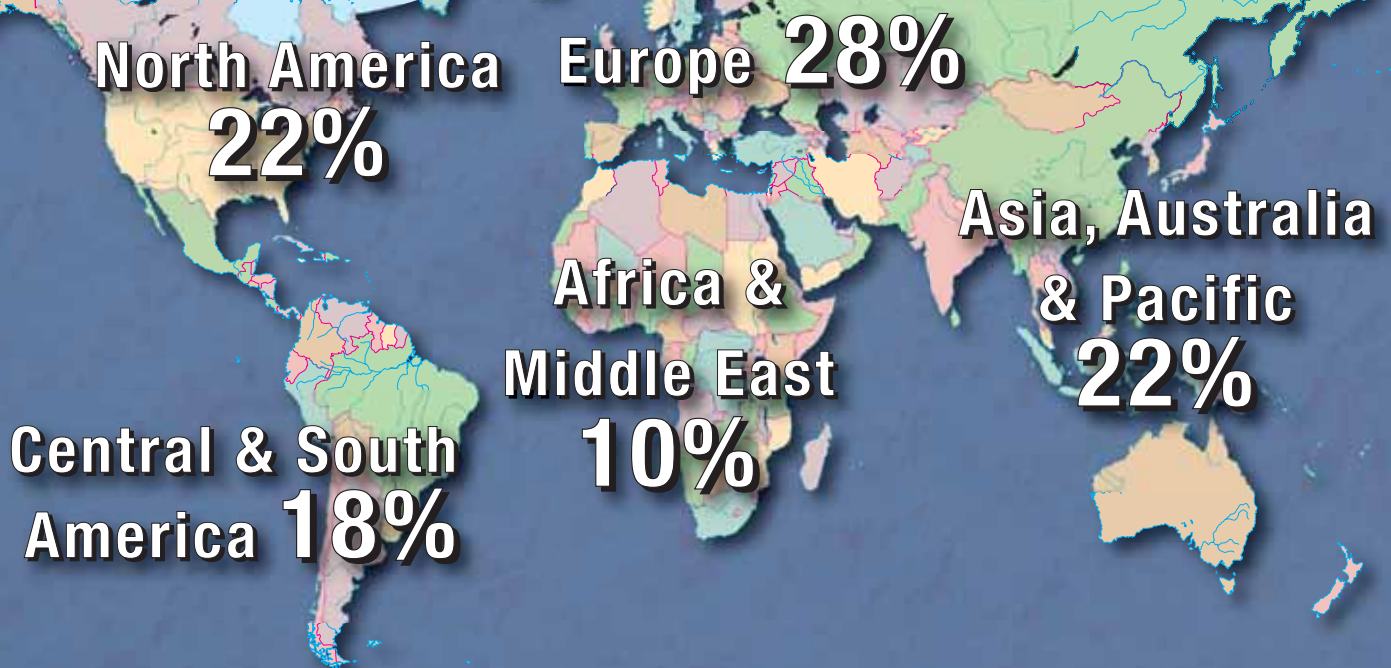 North America
22%
Europe 28%
Asia, Australia
& Pacific
22%
Africa &
Middle East
10%
Central & South
America 18%